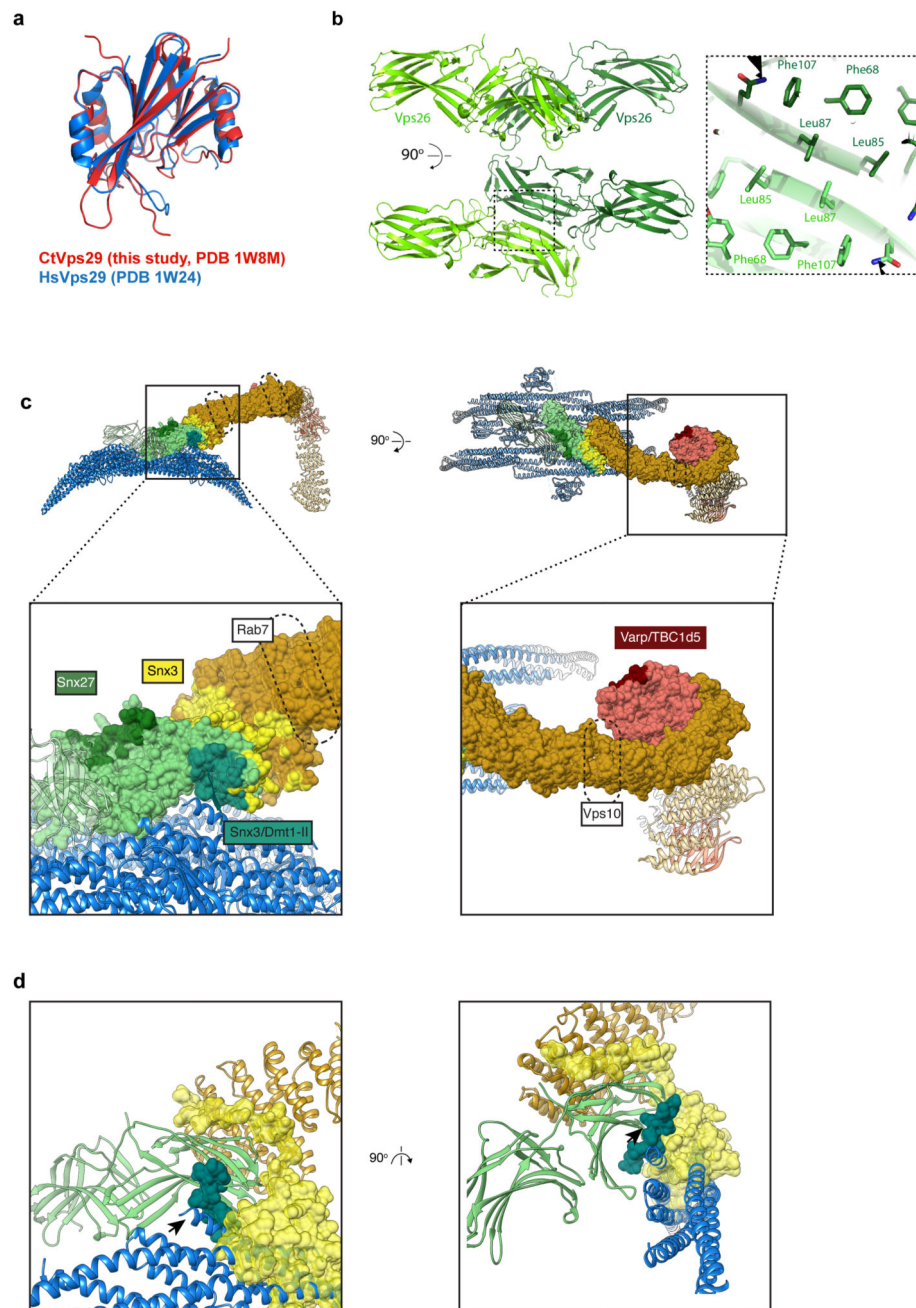 a
b
CtVps29 (this study, PDB 1W8M)
HsVps29 (PDB 1W24)
Vps26
Vps26
90°
Phe107
Phe68
Leu87
Leu85
Leu85
Leu87
Phe68
Phe107
c
90°
Rab7
Snx3
Snx27
Snx3/Dmt1-II
Varp/TBC1d5
Vps10
d
90°